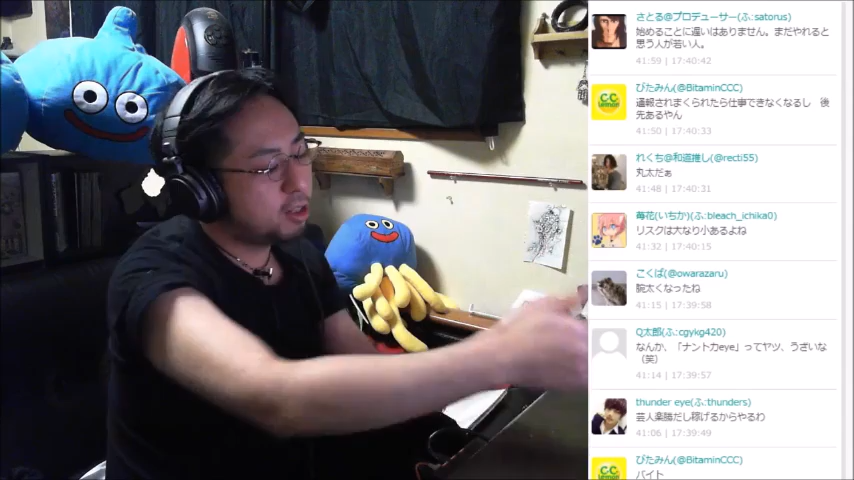 さとる@プロデューサー(ふ:satorus)
始めることに遅いはありません。まだやれると
思う人が若い人。
41:59 | 17:40:42
びたみん(@BitaminCCC)
通報されまくられたら仕事できなくなるし 後
先あるやん
41:50 | 17:40:33
れくち@和道推し(@recti55)
丸太だぁ
41:48 | 17:40:31
苺花(いちか)(ふ:bleach_ichika0)
リスクは大なり小あるよね
41:32 | 17:40:15
こくぱ(@owarazaru)
腕太くなったね
41:15 | 17:39:58
Q太郎(ふ:cgykg420)
なんか、「ナントカeye」ってヤツ、うざいな
（笑）
41:14 | 17:39:57
thunder eye(ふ:thunders)
芸人楽勝だし稼げるからやるわ
41:06 | 17:39:49
びたみん(@BitaminCCC)
バイト